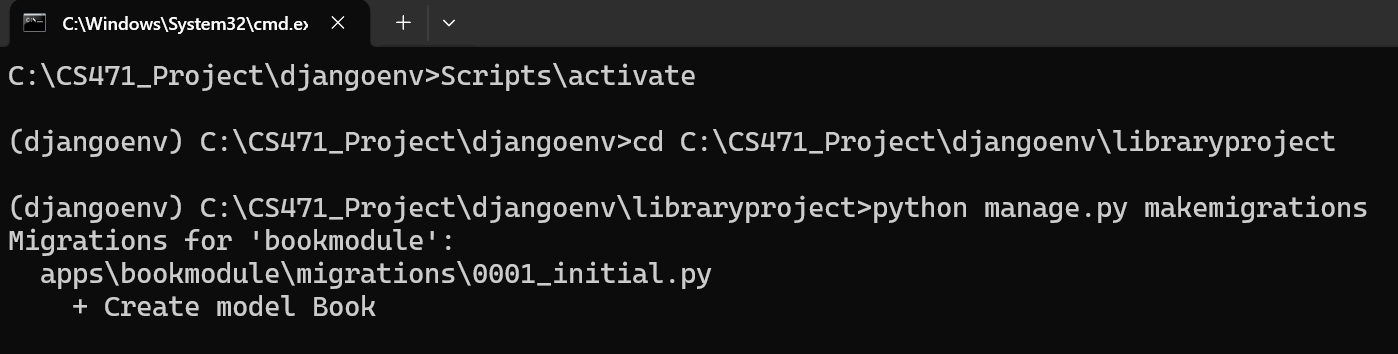 C:\Windows\System32\cmd.ex
C:\CS471_Project\djangoenv>Scripts\activate
(djangoenv) C:\CS471_Project\djangoenv>cd C:\CS471_Project\djangoenv\libraryproject
(djangoenv) C:\CS471_Project\djangoenv\libraryproject>python manage.py makemigrations
Migrations for 'bookmodule':
  apps\bookmodule\migrations\0001_initial.py
    + Create model Book